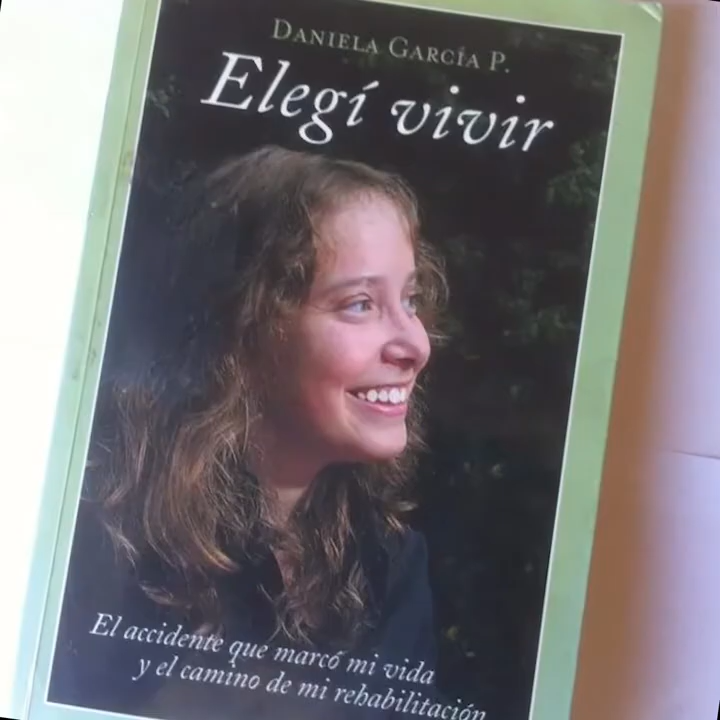 DANIELA GARCÍA P.
Elegí vivir
El accidente que marcó mi vida
y el camino de mi rehabilitación